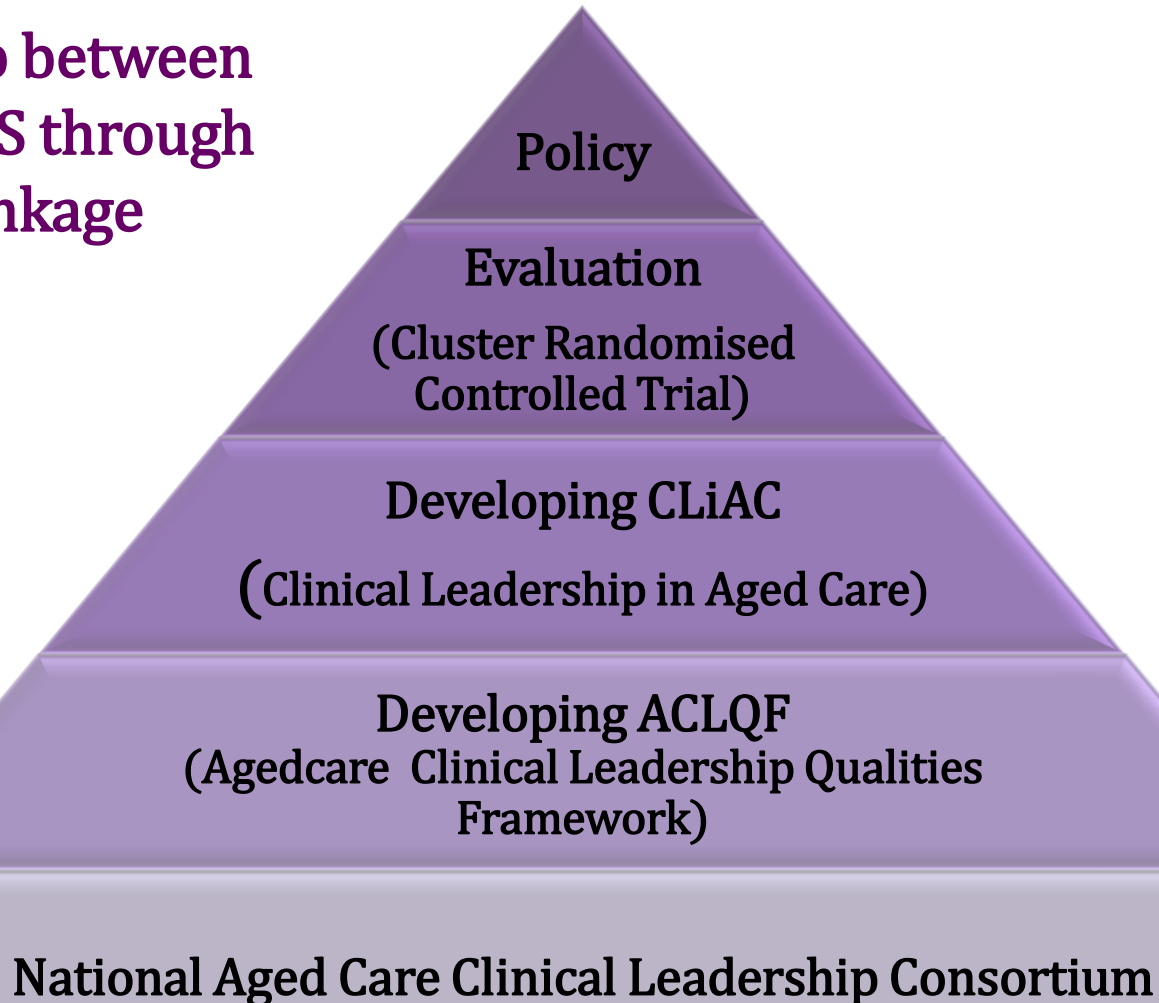 between
S through
nkage
Policy
Evaluation
(Cluster Randomised
Controlled Trial)
Developing CLiAC
(Clinical Leadership in Aged Care)
Developing ACLQF
(Agedcare Clinical Leadership Qualities
Framework)
National Aged Care Clinical Leadership Consortium